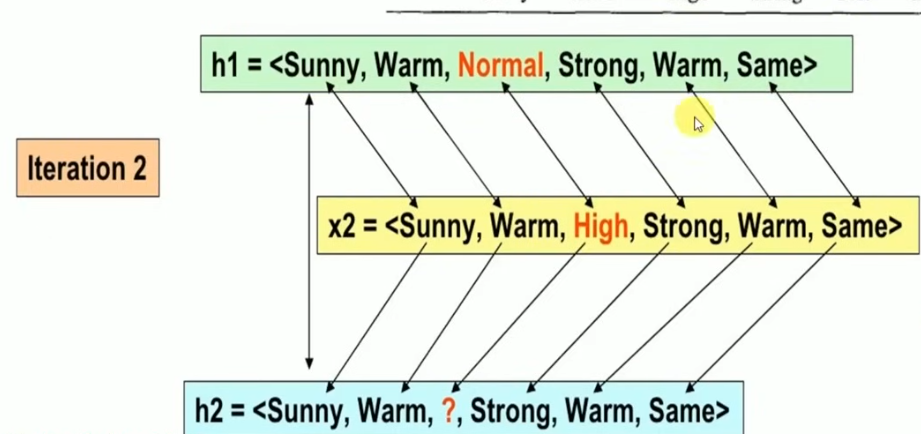 h1 = <Sunny, Warm, Normal, Strong, Warm, Same>
Iteration 2
x2 = <Sunny, Warm, High, Strong, Warm, Same>
h2 = <Sunny, Warm, ?, Strong, Warm, Same>